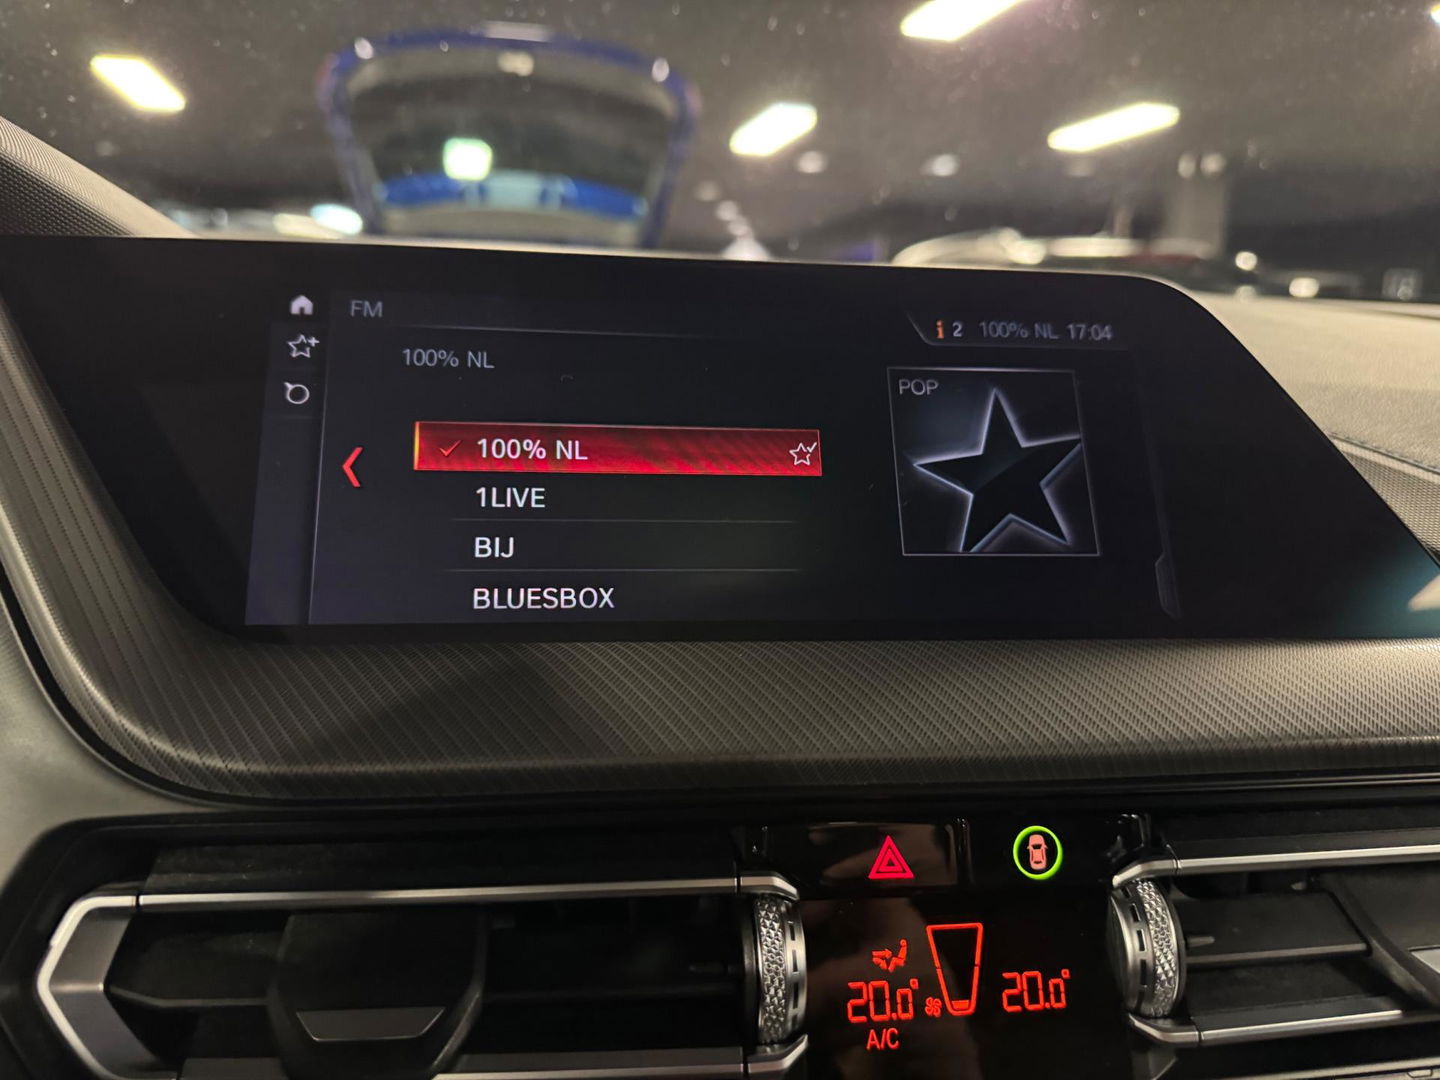 FM
i 2 100% NL 17:04
100% NL
100% NL
1LIVE
BIJ
BLUESBOX
POP
20.0° 20.0°
A/C